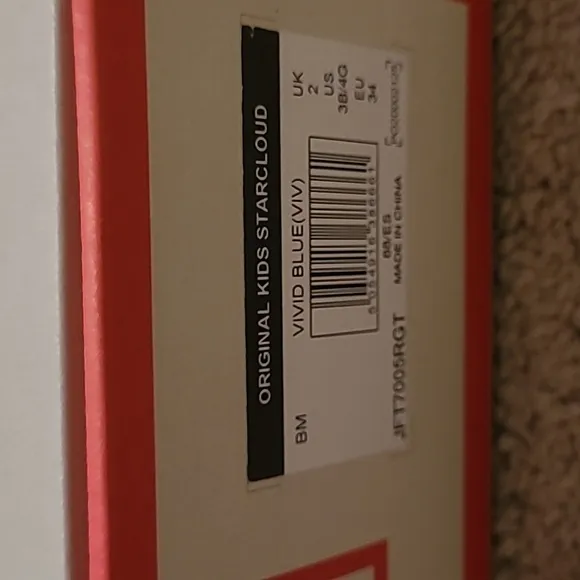 ORIGINAL KIDS STARCLOUD
BM
VIVID BLUE(VIV)
UK
2
US
3B/4G
EU
34
68/ES
MADE IN CHINA
JFT7005RGT